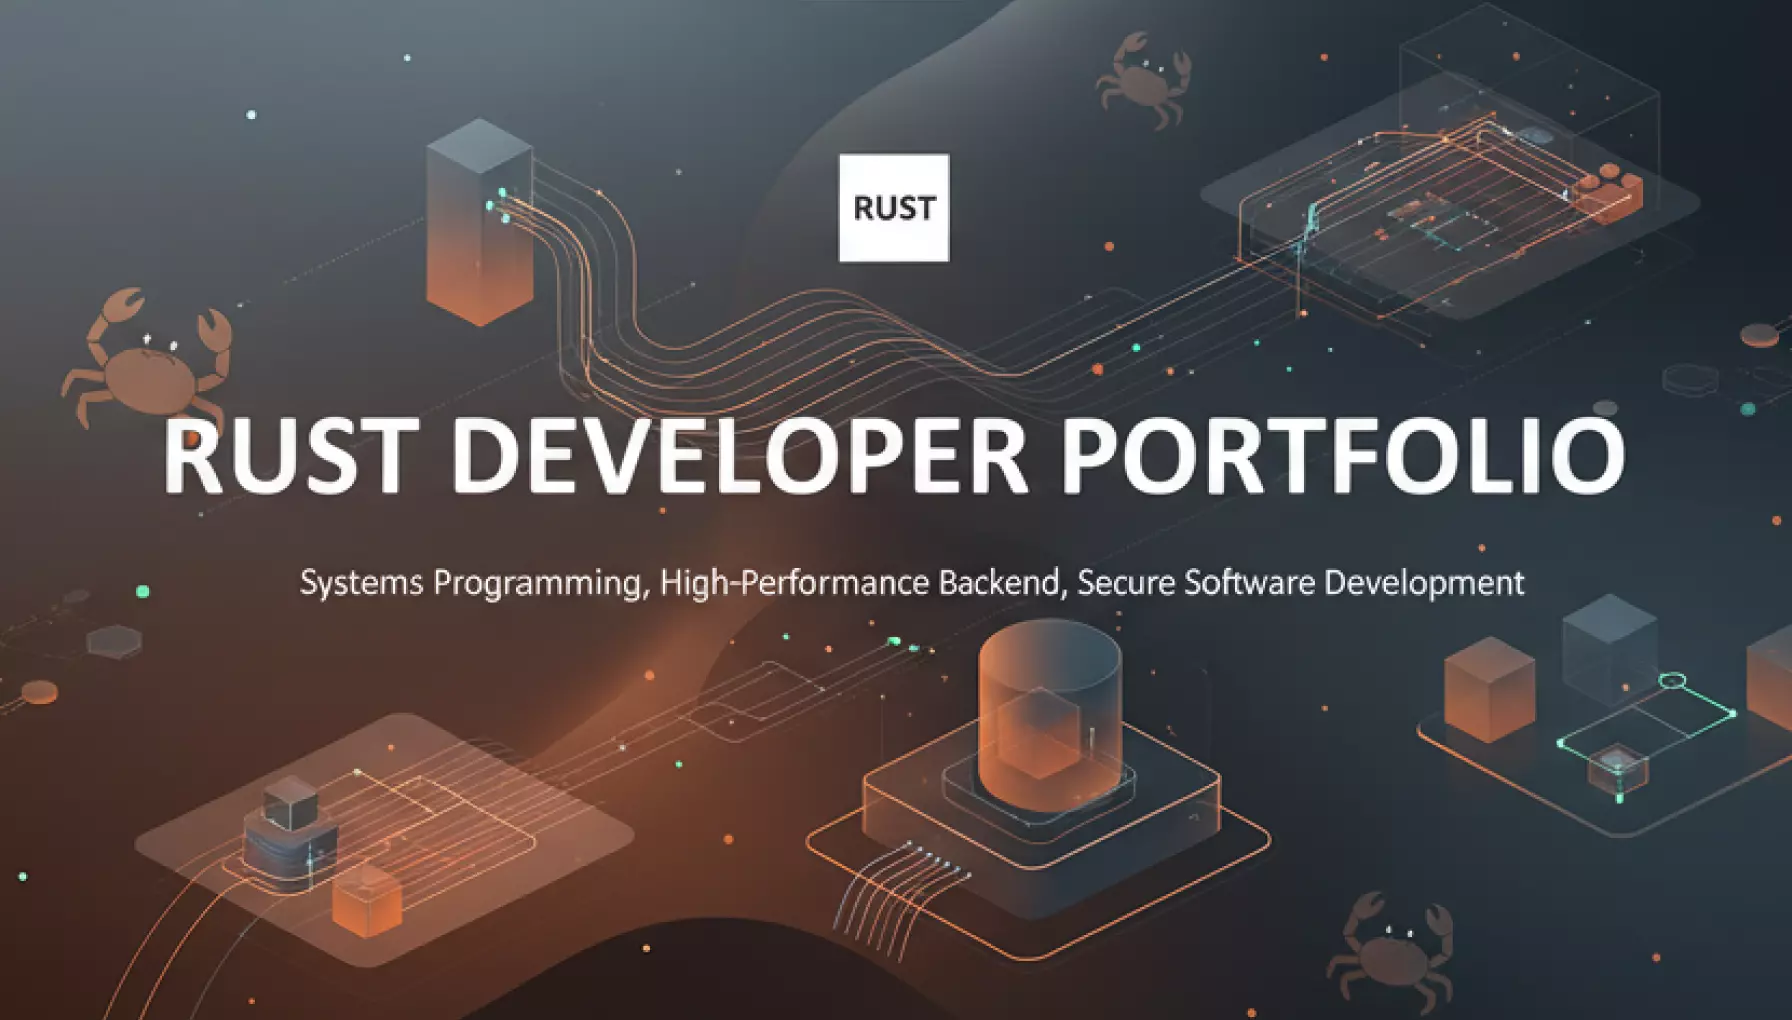 RUST
RUST DEVELOPER PORTFOLIO
Systems Programming, High-Performance Backend, Secure Software Development